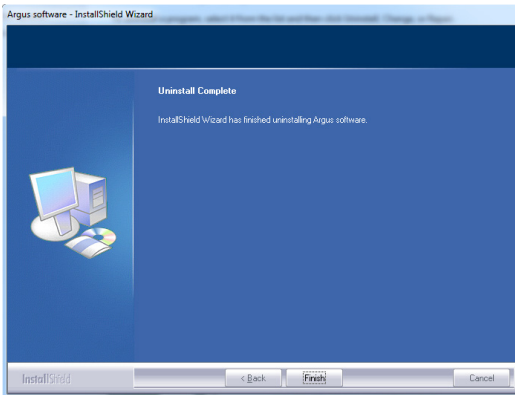 Argus software - InstallShield Wizard
Uninstall Complete
InstallShield Wizard has finished uninstalling Argus software.
InstallShield
< Back
Finish
Cancel